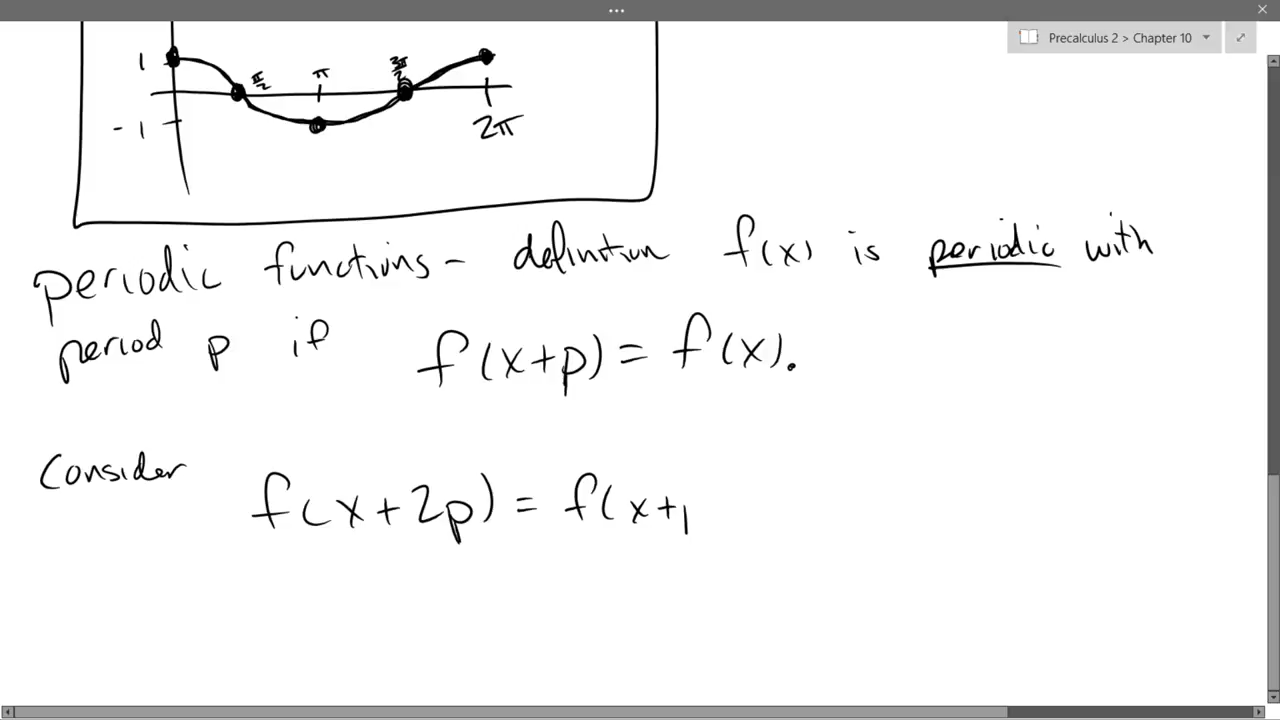 Precalculus 2 > Chapter 10
1
π/2
π
3π/2
-1
2π
periodic functions - definition f(x) is periodic with
period p if f(x+p) = f(x).
Consider f(x+2p) = f(x+